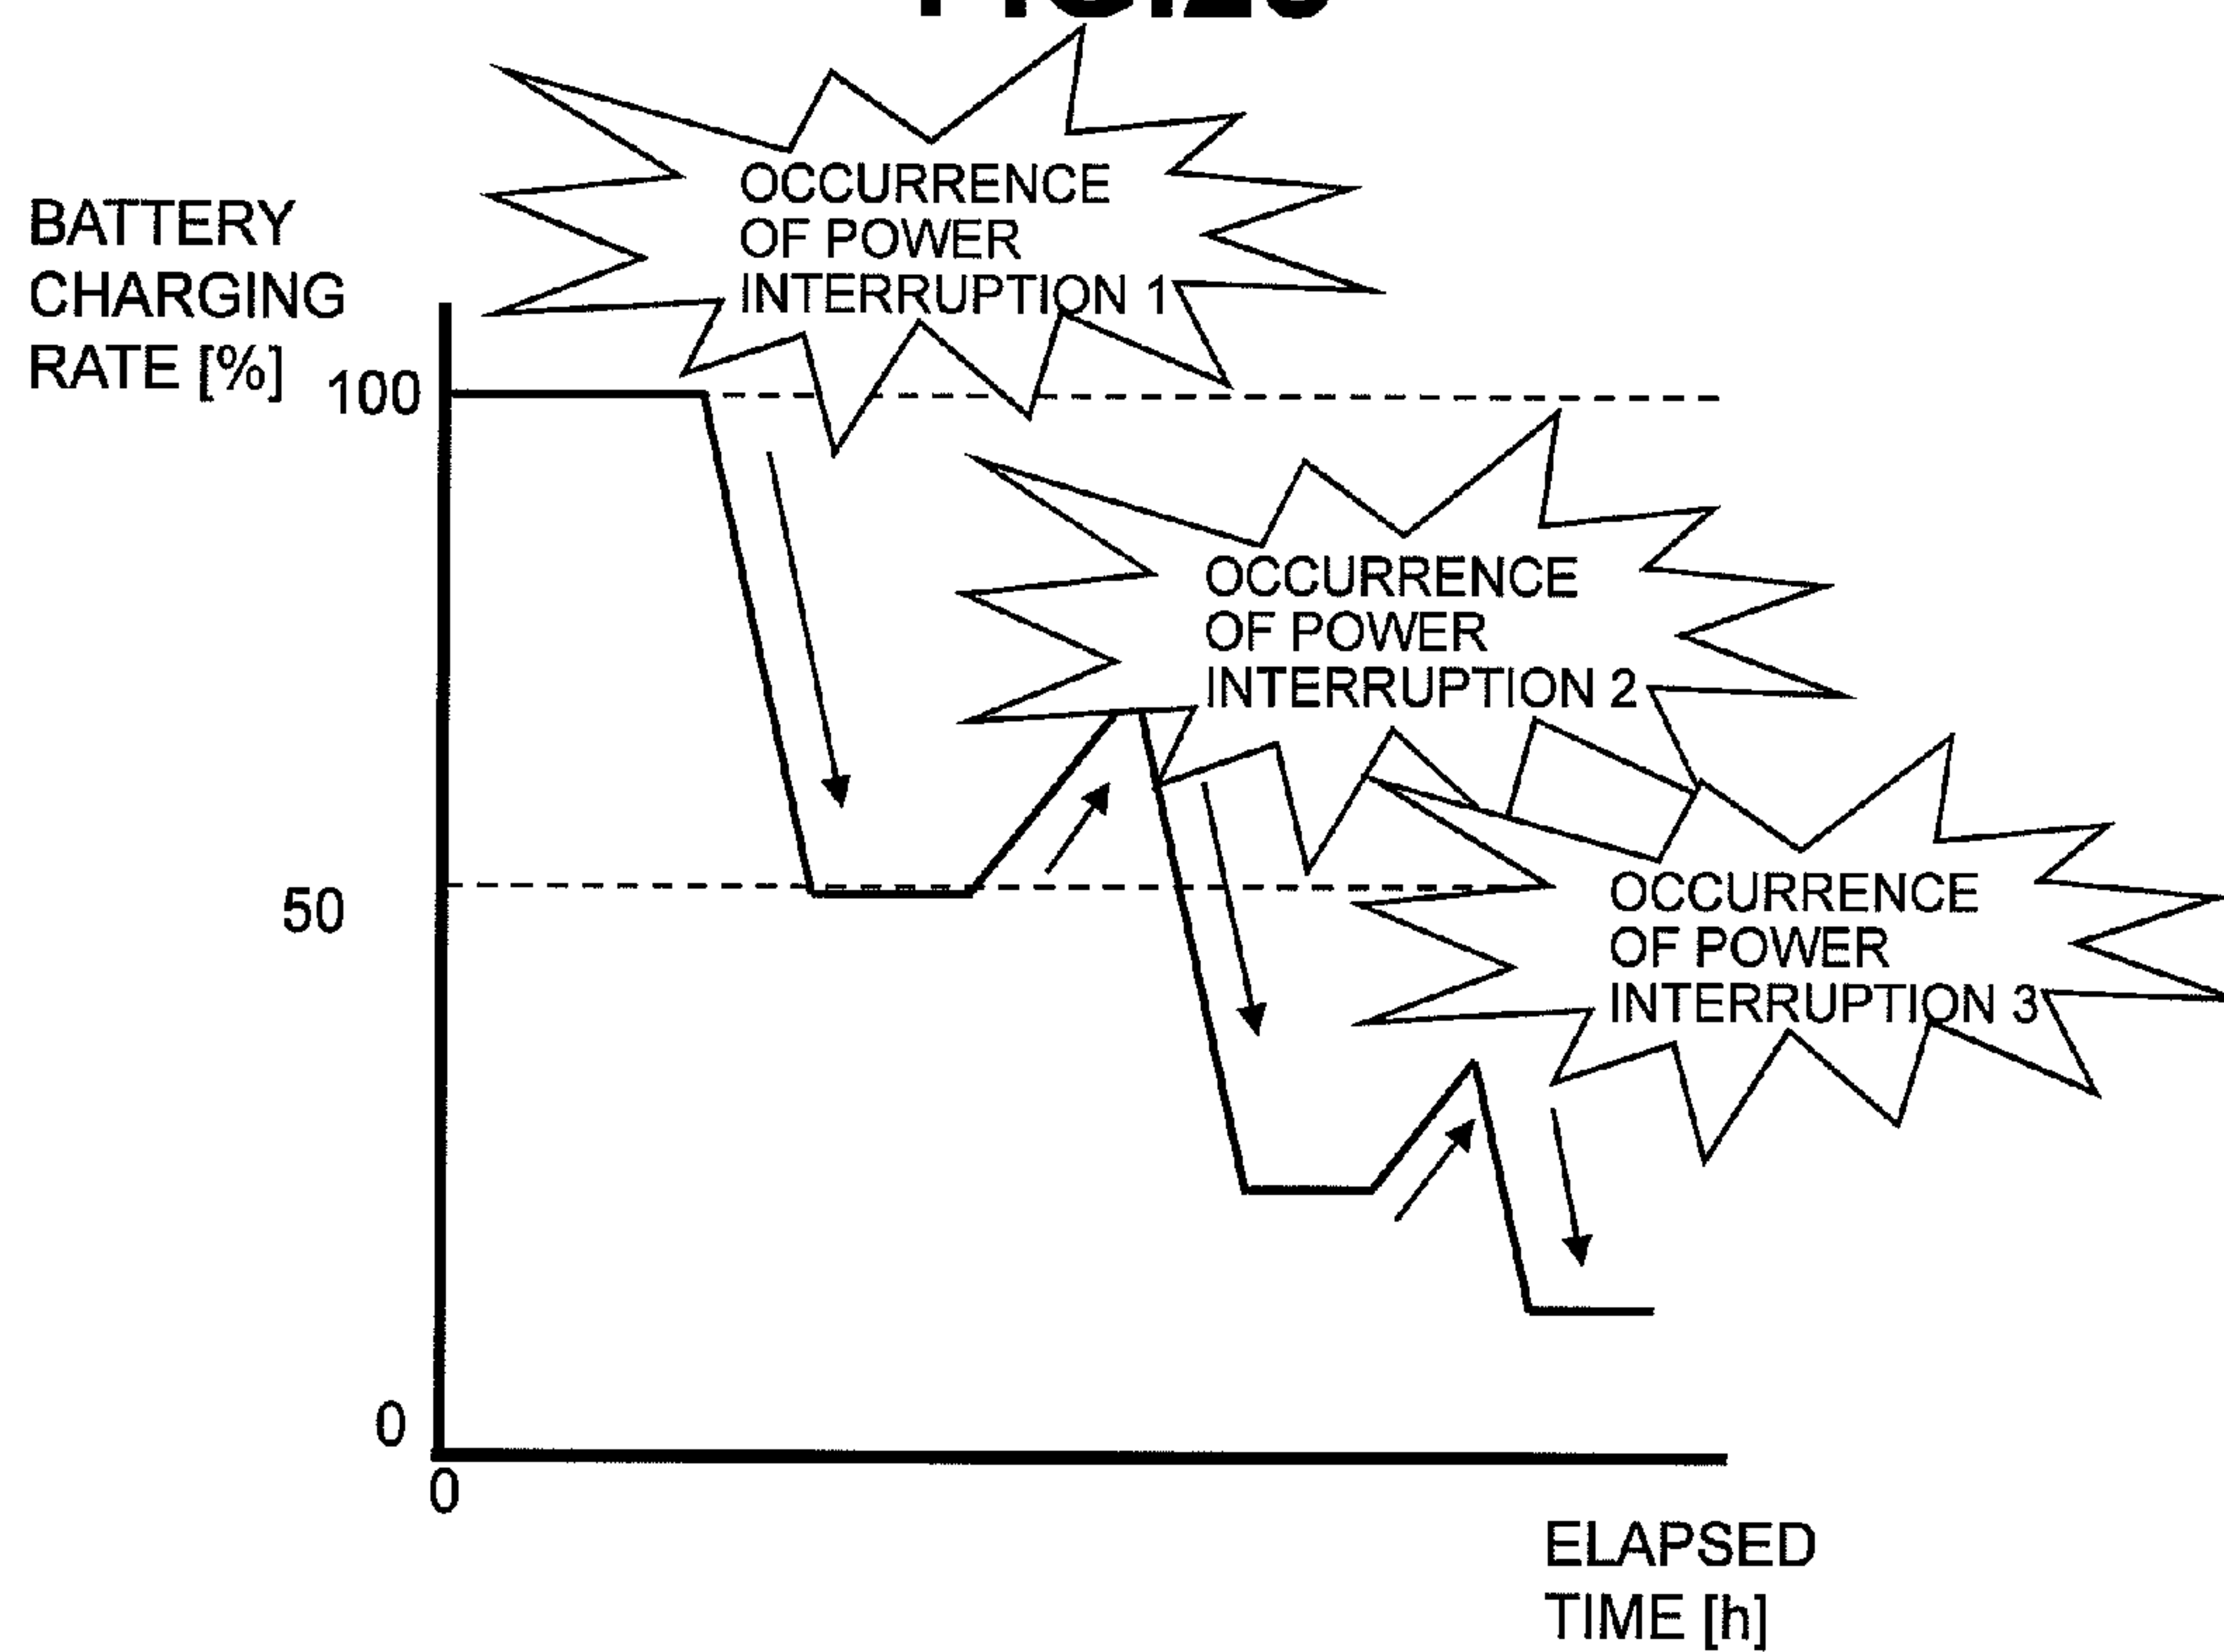 OCCURRENCE
OF POWER
INTERRUPTION 1
BATTERY
CHARGING
RATE [%]
100
OCCURRENCE
OF POWER
INTERRUPTION 2
50
OCCURRENCE
OF POWER
INTERRUPTION 3
0
0
ELAPSED
TIME [h]